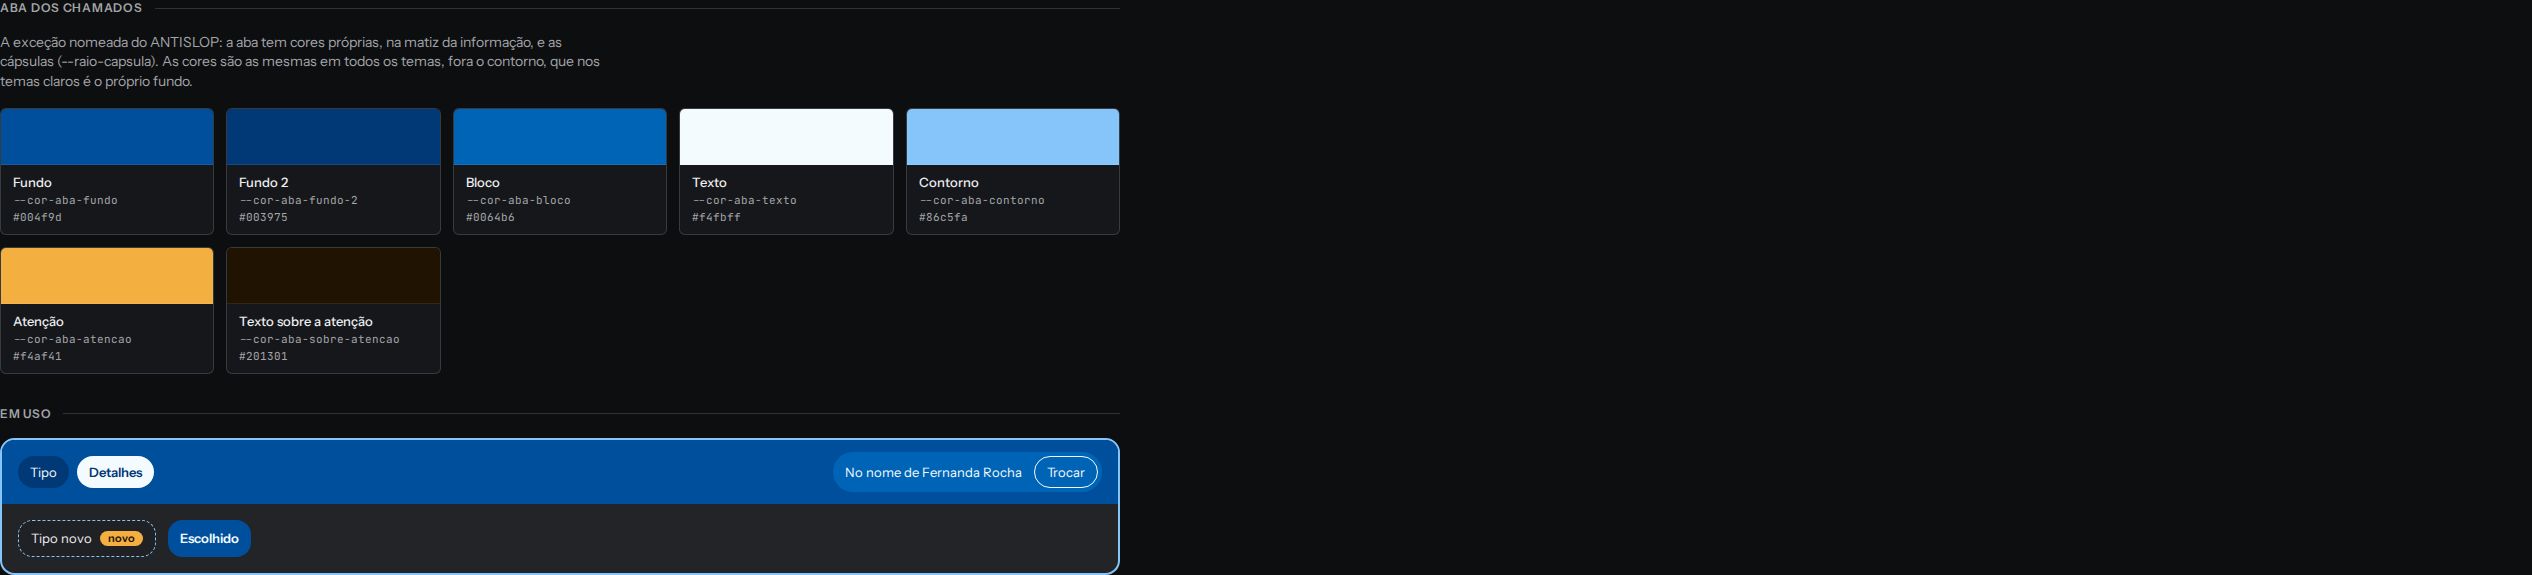 ABA DOS CHAMADOS
A exceção nomeada do ANTISLOP: a aba tem cores próprias, na matiz da informação, e as
cápsulas (--raio-capsula). As cores são as mesmas em todos os temas, fora o contorno, que nos
temas claros é o próprio fundo.
Fundo
--cor-aba-fundo
#004f9d
Fundo 2
--cor-aba-fundo-2
#003975
Bloco
--cor-aba-bloco
#0064b6
Texto
--cor-aba-texto
#f4fbff
Contorno
--cor-aba-contorno
#86c5fa
Atenção
--cor-aba-atencao
#f4af41
Texto sobre a atenção
--cor-aba-sobre-atencao
#201301
EM USO
Tipo
Detalhes
No nome de Fernanda Rocha
Trocar
Tipo novo
novo
Escolhido